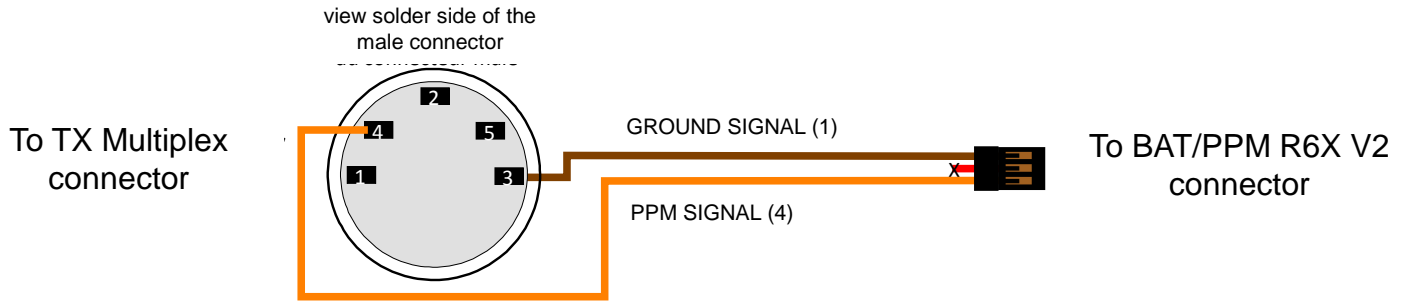 view solder side of the
male connector
To TX Multiplex
connector
2
4
5
1
3
GROUND SIGNAL (1)
X
PPM SIGNAL (4)
To BAT/PPM R6X V2
connector